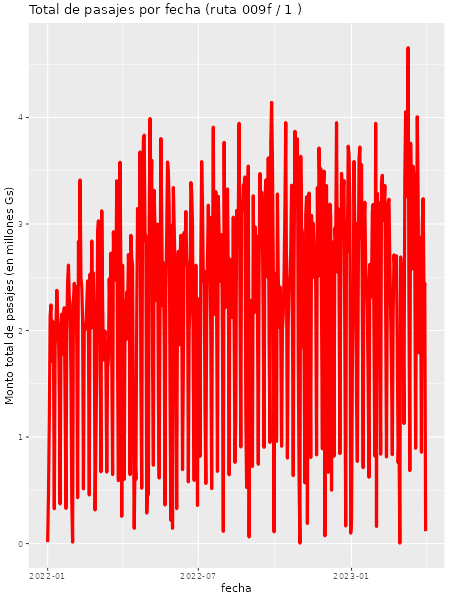 Total de pasajes por fecha (ruta 009f / 1 )
Monto total de pasajes (en millones Gs)
4
3
2
1
0
2022-01
2022-07
2023-01
fecha